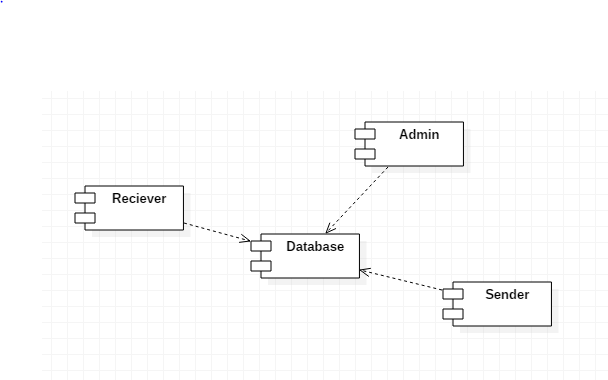 Admin
Reciever
Database
Sender